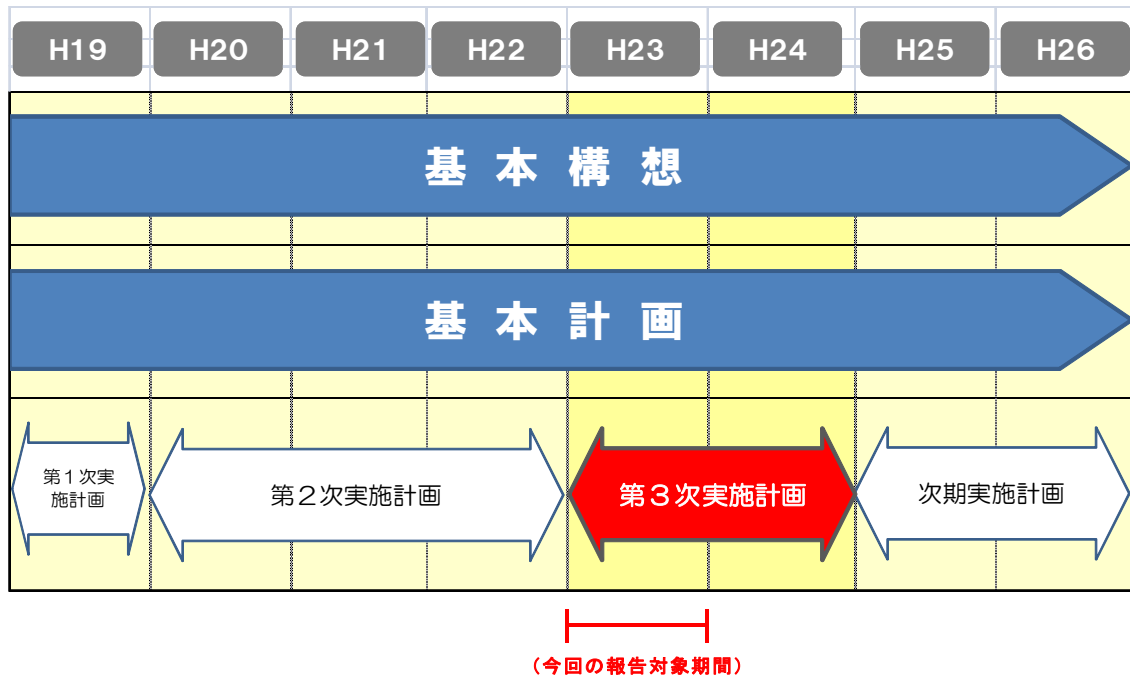 H19 H20 H21 H22 H23 H24 H25 H26
基本構想
基本計画
第１次実
施計画
第２次実施計画
第３次実施計画
次期実施計画
（今回の報告対象期間）